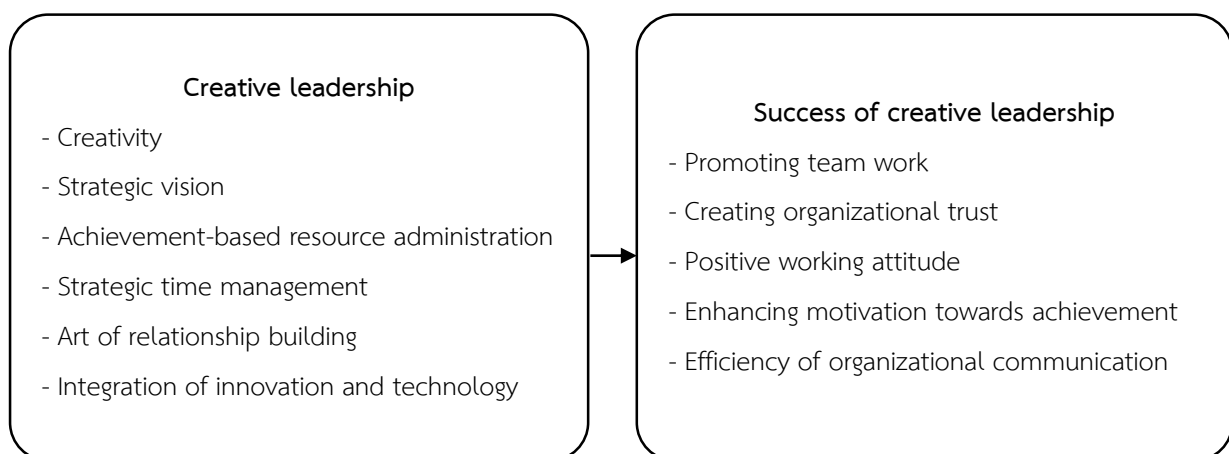 Creative leadership
- Creativity
- Strategic vision
- Achievement-based resource administration
- Strategic time management
- Art of relationship building
- Integration of innovation and technology
Success of creative leadership
- Promoting team work
- Creating organizational trust
- Positive working attitude
- Enhancing motivation towards achievement
- Efficiency of organizational communication